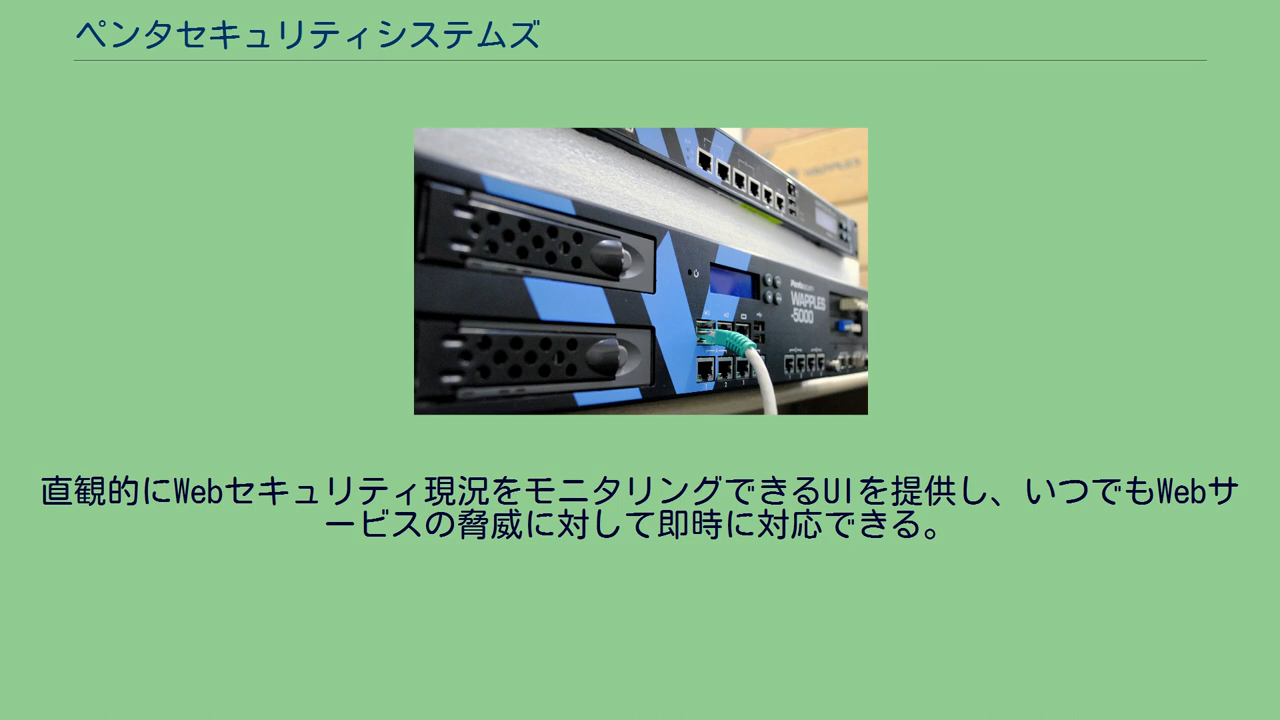 ペンタセキュリティシステムズ
WAPPLES
WAPPLES
-5000
直観的にWebセキュリティ現況をモニタリングできるUIを提供し、いつでもWebサ
ービスの脅威に対して即時に対応できる。